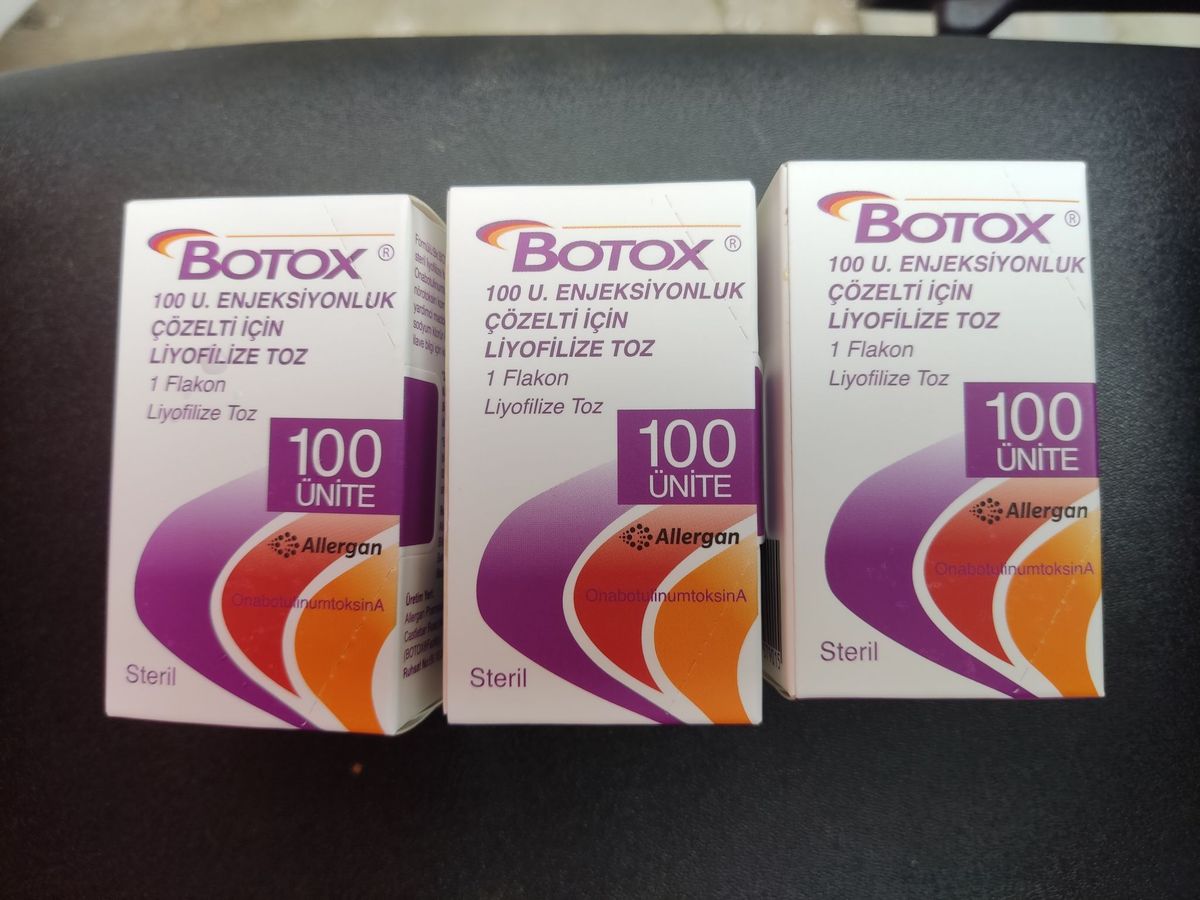 BOTOX®
100 U. ENJEKSİYONLUK
ÇÖZELTİ İÇİN
LİYOFİLİZE TOZ
1 Flakon
Liyofilize Toz
100
ÜNİTE
Allergan
OnabotulinumtoksinA
Steril
Üretim Yeri:
Allergan
BOTOX®
100 U. ENJEKSİYONLUK
ÇÖZELTİ İÇİN
LİYOFİLİZE TOZ
1 Flakon
Liyofilize Toz
100
ÜNİTE
Allergan
OnabotulinumtoksinA
Steril
BOTOX®
100 U. ENJEKSİYONLUK
ÇÖZELTİ İÇİN
LİYOFİLİZE TOZ
1 Flakon
Liyofilize Toz
100
ÜNİTE
Allergan
OnabotulinumtoksinA
Steril